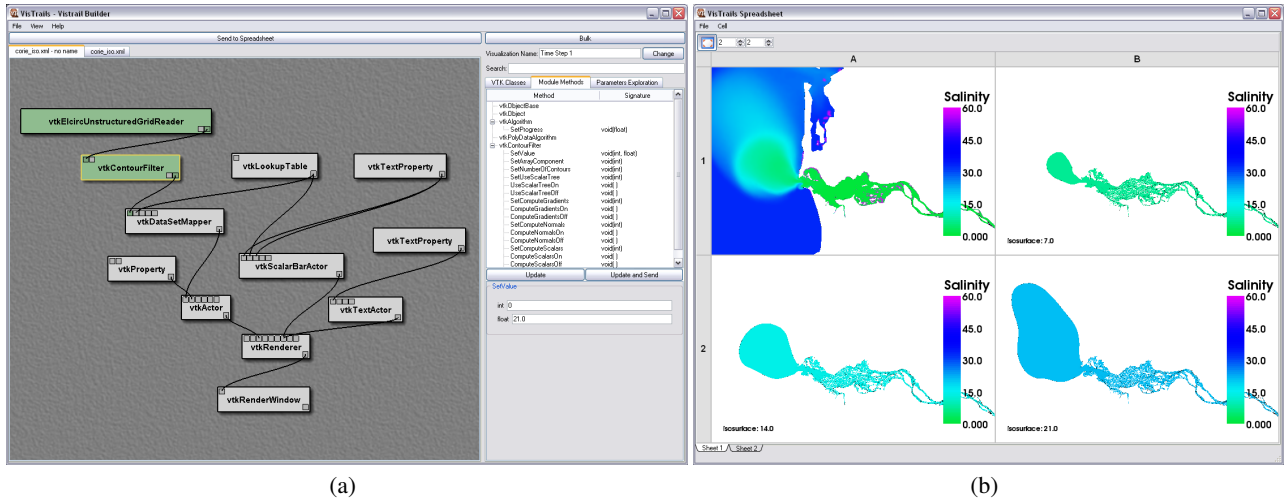 VisTrails - Vistrail Builder
File View Help
Send to Spreadsheet
Bulk
corie_iso.xml - no name
corie_iso.xml
Visualization Name: Time Step 1
Change
Search:
VTK Classes
Module Methods
Parameters Exploration
Method Signature
vtkObjectBase
vtkObject
vtkAlgorithm
SetProgress void(float)
vtkPolyDataAlgorithm
vtkContourFilter
SetValue void(int, float)
SetArrayComponent void(int)
SetNumberOfContours void(int)
SetUseScalarTree void(int)
UseScalarTreeOn void( )
UseScalarTreeOff void( )
SetComputeGradients void(int)
ComputeGradientsOn void( )
ComputeGradientsOff void( )
SetComputeNormals void(int)
ComputeNormalsOn void( )
ComputeNormalsOff void( )
SetComputeScalars void(int)
ComputeScalarsOn void( )
ComputeScalarsOff void( )
Update
Update and Send
SetValue
int 0
float 21.0
vtkElcircUnstructuredGridReader
vtkContourFilter
vtkLookupTable
vtkTextProperty
vtkDataSetMapper
vtkTextProperty
vtkProperty
vtkScalarBarActor
vtkActor
vtkTextActor
vtkRenderer
vtkRenderWindow
(a)
VisTrails Spreadsheet
File Cell
2 2
A B
1
Salinity
60.0
45.0
30.0
15.0
0.000
Salinity
60.0
45.0
30.0
15.0
0.000
Isosurface: 7.0
2
Salinity
60.0
45.0
30.0
15.0
0.000
Isosurface: 14.0
Salinity
60.0
45.0
30.0
15.0
0.000
Isosurface: 21.0
Sheet 1 Sheet 2
(b)